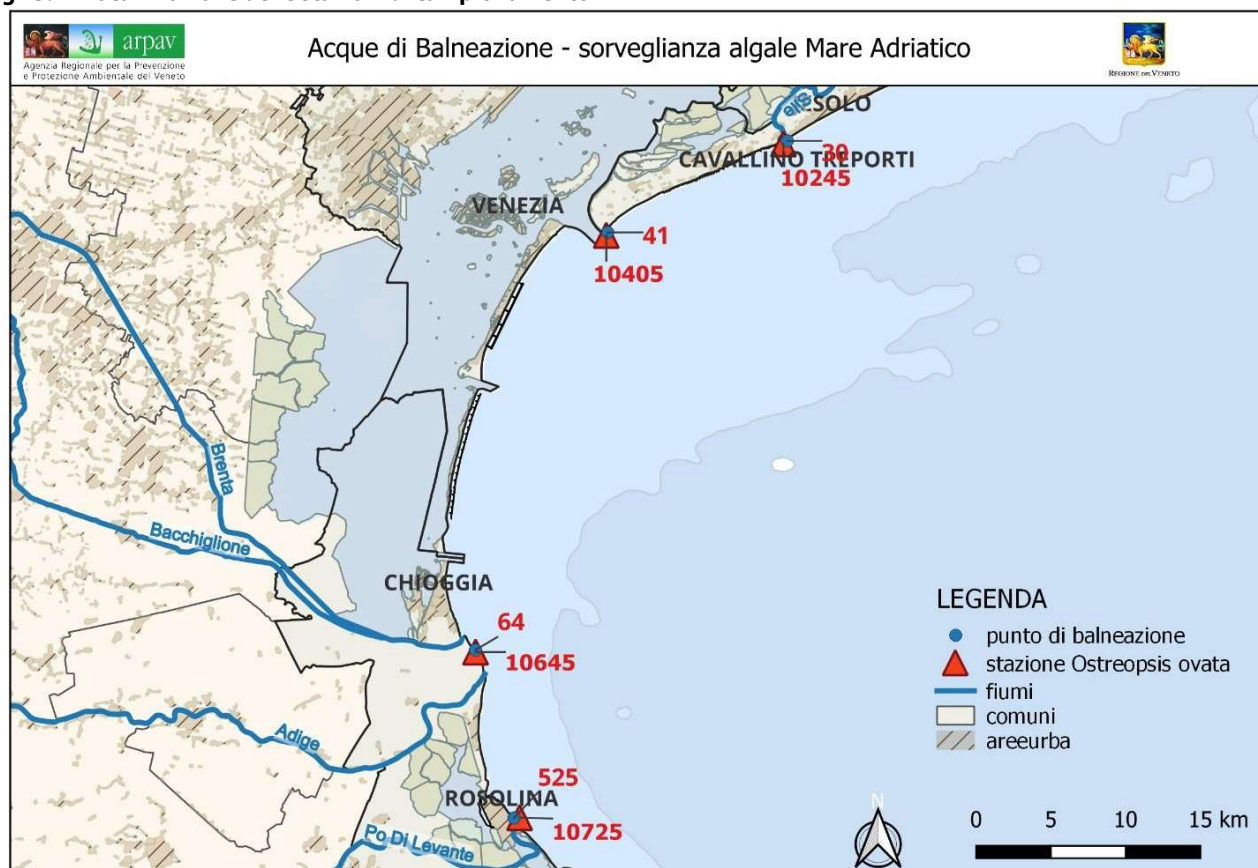 arpav
Agenzia Regionale per la Prevenzione
e Protezione Ambientale del Veneto
Acque di Balneazione - sorveglianza algale Mare Adriatico
REGIONE DEL VENETO
Sile
ESOLO
30
CAVALLINO TREPORTI
10245
VENEZIA
41
10405
Brenta
Bacchiglione
CHIOGGIA
64
10645
Adige
525
ROSOLINA
10725
Po Di Levante
LEGENDA
punto di balneazione
stazione Ostreopsis ovata
fiumi
comuni
areeurba
N
0 5 10 15 km